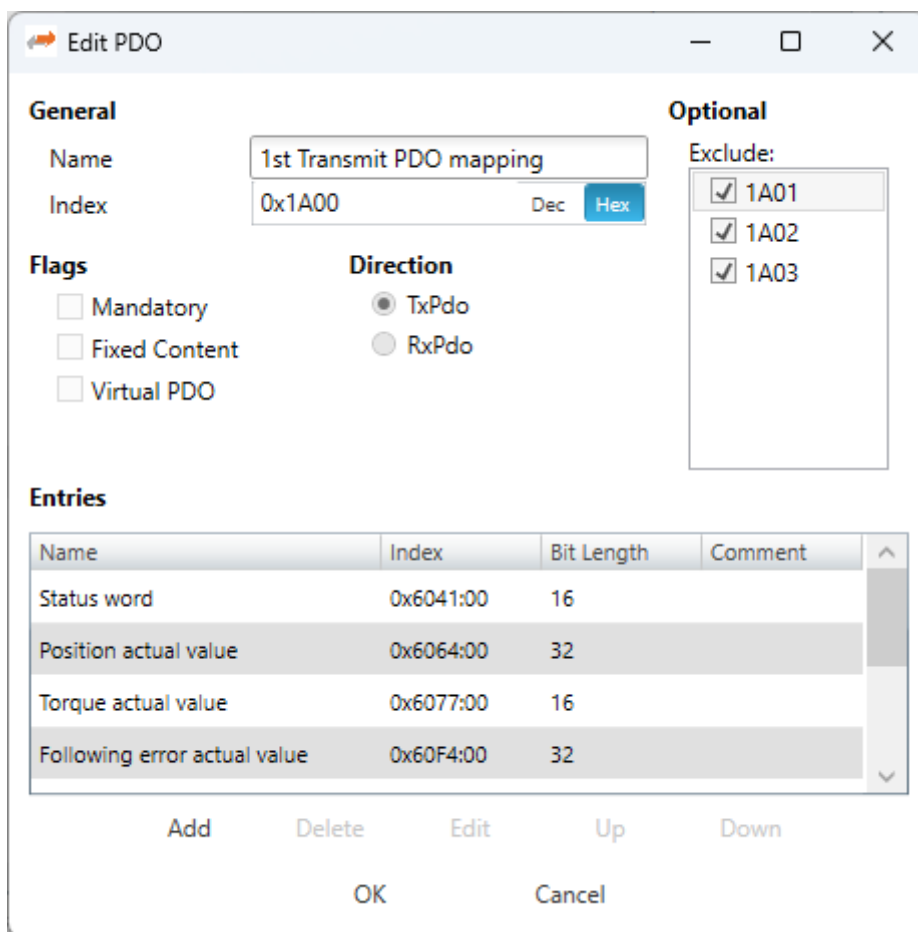 Edit PDO
General
Optional
Name
1st Transmit PDO mapping
Exclude:
Index
0x1A00
Dec
Hex
1A01
1A02
1A03
Flags
Direction
Mandatory
TxPdo
Fixed Content
RxPdo
Virtual PDO
Entries
Name Index Bit Length Comment
Status word 0x6041:00 16
Position actual value 0x6064:00 32
Torque actual value 0x6077:00 16
Following error actual value 0x60F4:00 32
Add Delete Edit Up Down
OK Cancel